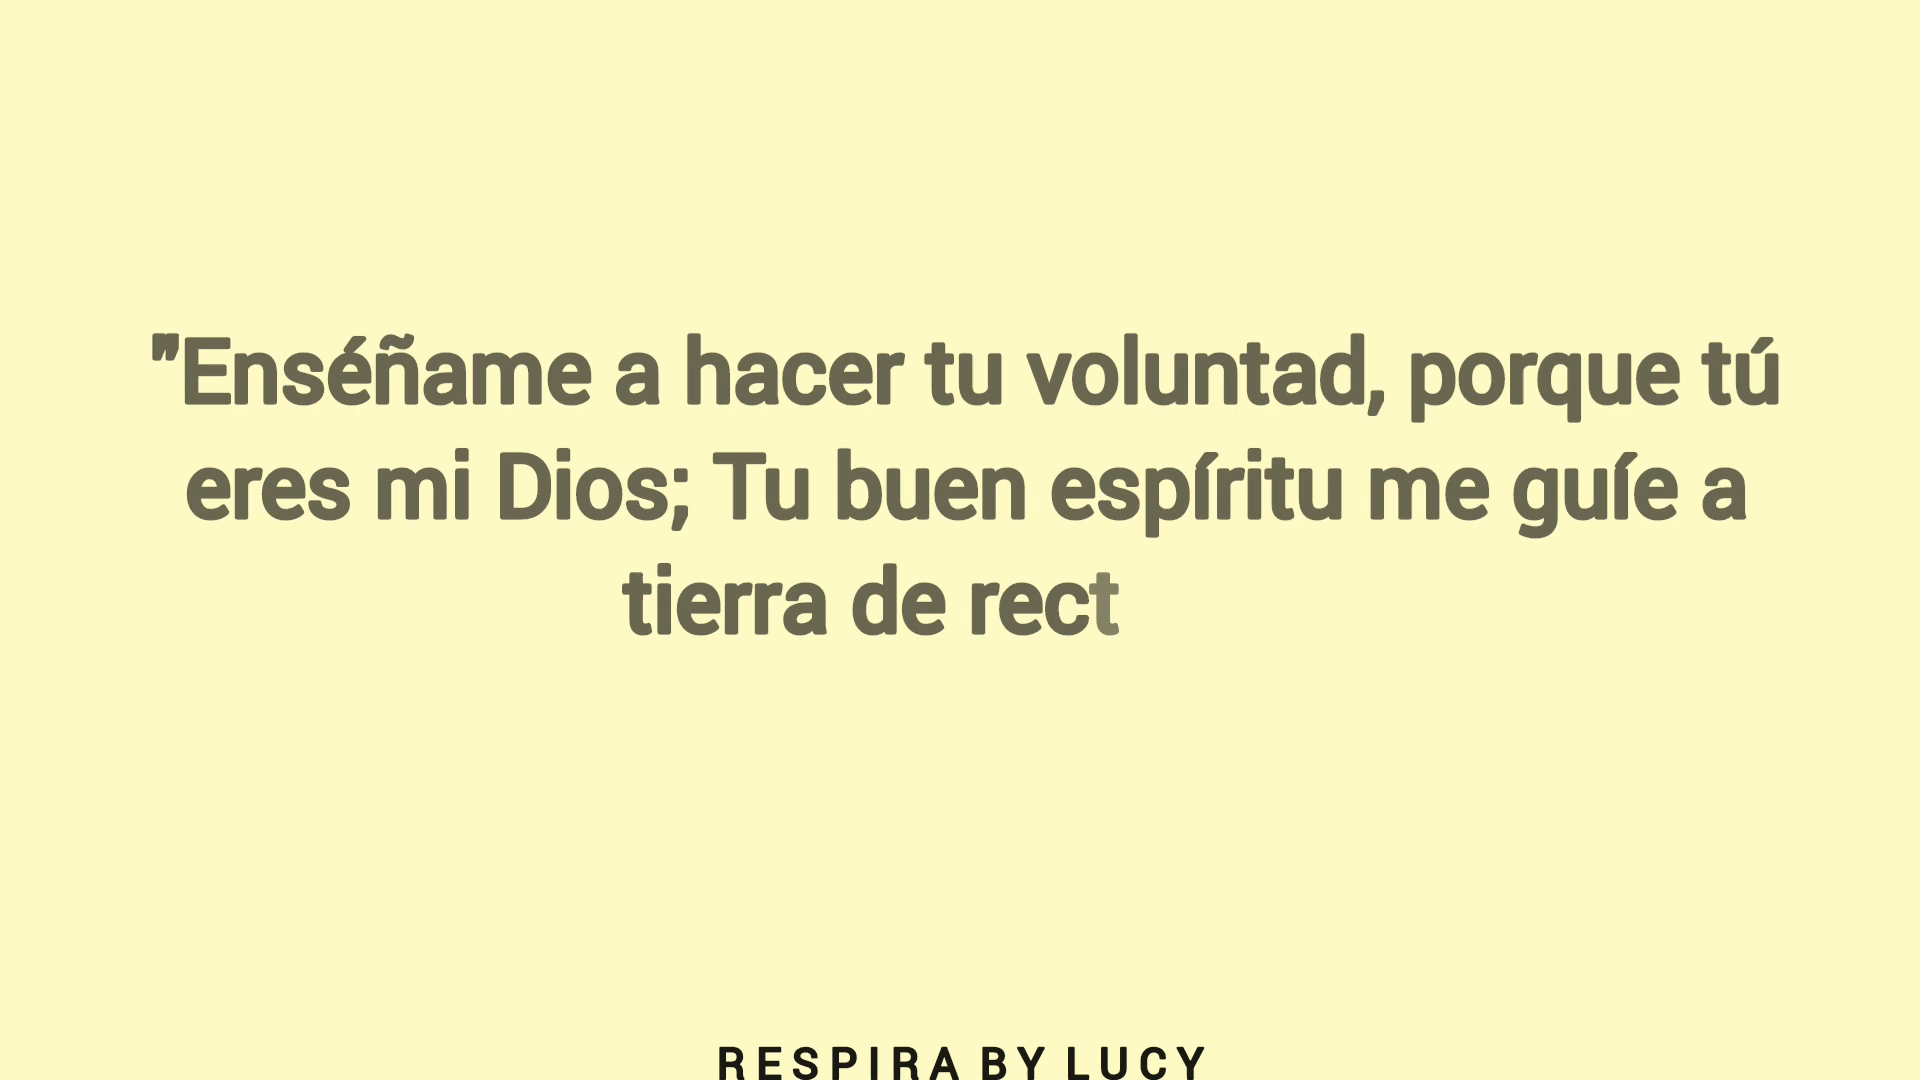 "Enséñame a hacer tu voluntad, porque tú
eres mi Dios; Tu buen espíritu me guíe a
tierra de rect
RESPIRA BY LUCY